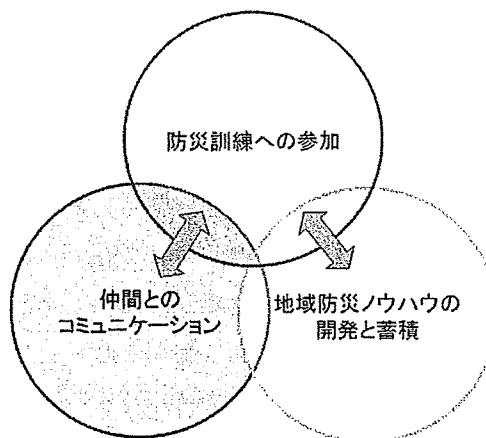 防災訓練への参加
仲間との
コミュニケーション
地域防災ノウハウの
開発と蓄積